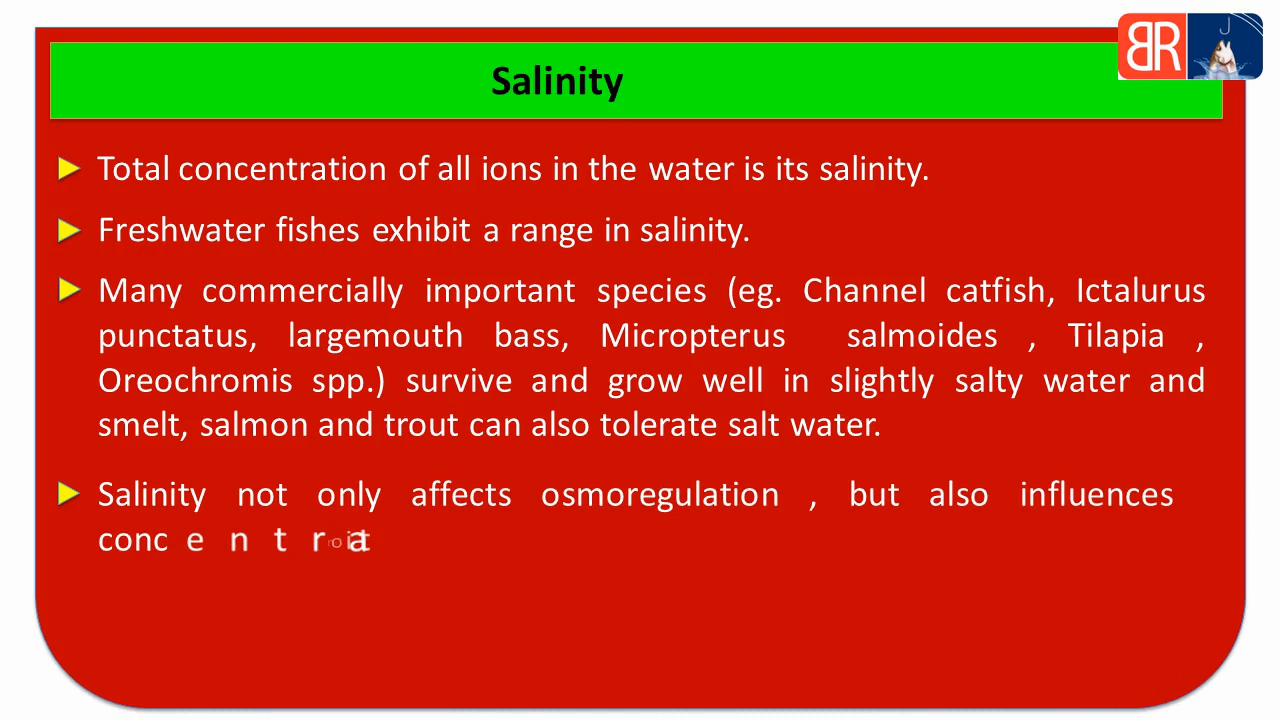 Salinity
Total concentration of all ions in the water is its salinity.
Freshwater fishes exhibit a range in salinity.
Many commercially important species (eg. Channel catfish, Ictalurus
punctatus, largemouth bass, Micropterus salmoides , Tilapia ,
Oreochromis spp.) survive and grow well in slightly salty water and
smelt, salmon and trout can also tolerate salt water.
Salinity not only affects osmoregulation , but also influences